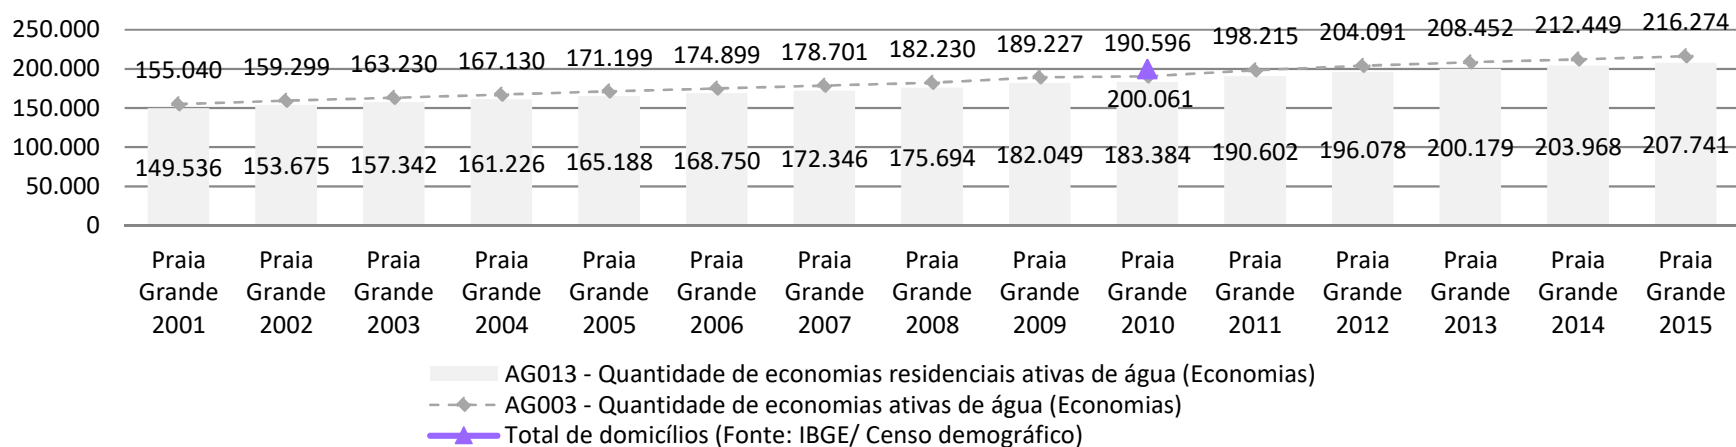 250.000
200.000
150.000
100.000
50.000
0
155.040 159.299 163.230 167.130 171.199 174.899 178.701 182.230 189.227 190.596 198.215 204.091 208.452 212.449 216.274
200.061
149.536 153.675 157.342 161.226 165.188 168.750 172.346 175.694 182.049 183.384 190.602 196.078 200.179 203.968 207.741
Praia Praia Praia Praia Praia Praia Praia Praia Praia Praia Praia Praia Praia Praia Praia
Grande Grande Grande Grande Grande Grande Grande Grande Grande Grande Grande Grande Grande Grande Grande
2001 2002 2003 2004 2005 2006 2007 2008 2009 2010 2011 2012 2013 2014 2015
AG013 - Quantidade de economias residenciais ativas de água (Economias)
AG003 - Quantidade de economias ativas de água (Economias)
Total de domicílios (Fonte: IBGE/ Censo demográfico)